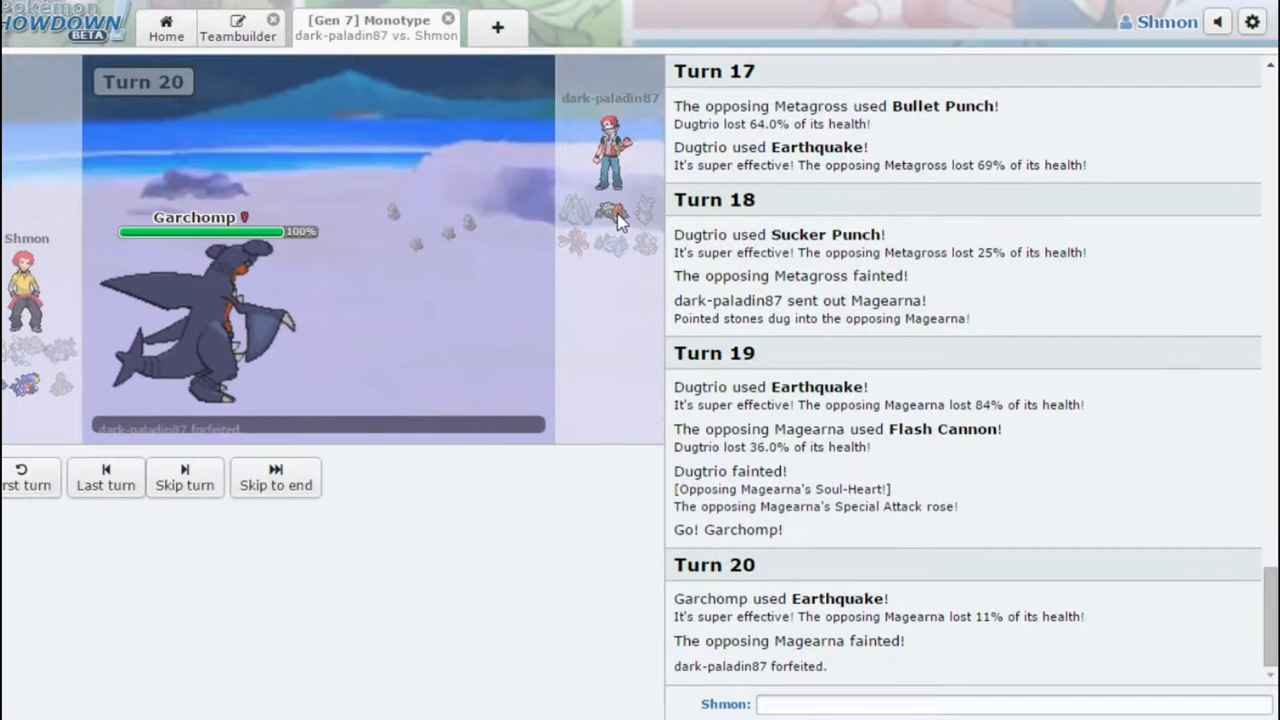 Pokémon
HOWDOWN!
BETA
Home
Teambuilder
[Gen 7] Monotype
dark-paladin87 vs. Shmon
+
Shmon
Turn 20
dark-paladin87
Garchomp
100%
Shmon
dark-paladin87 forfeited.
rst turn
Last turn
Skip turn
Skip to end
Turn 17
The opposing Metagross used Bullet Punch!
Dugtrio lost 64.0% of its health!
Dugtrio used Earthquake!
It's super effective! The opposing Metagross lost 69% of its health!
Turn 18
Dugtrio used Sucker Punch!
It's super effective! The opposing Metagross lost 25% of its health!
The opposing Metagross fainted!
dark-paladin87 sent out Magearna!
Pointed stones dug into the opposing Magearna!
Turn 19
Dugtrio used Earthquake!
It's super effective! The opposing Magearna lost 84% of its health!
The opposing Magearna used Flash Cannon!
Dugtrio lost 36.0% of its health!
Dugtrio fainted!
[Opposing Magearna's Soul-Heart!]
The opposing Magearna's Special Attack rose!
Go! Garchomp!
Turn 20
Garchomp used Earthquake!
It's super effective! The opposing Magearna lost 11% of its health!
The opposing Magearna fainted!
dark-paladin87 forfeited.
Shmon: